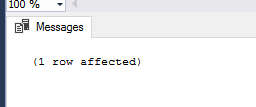 100 %
Messages
(1 row affected)